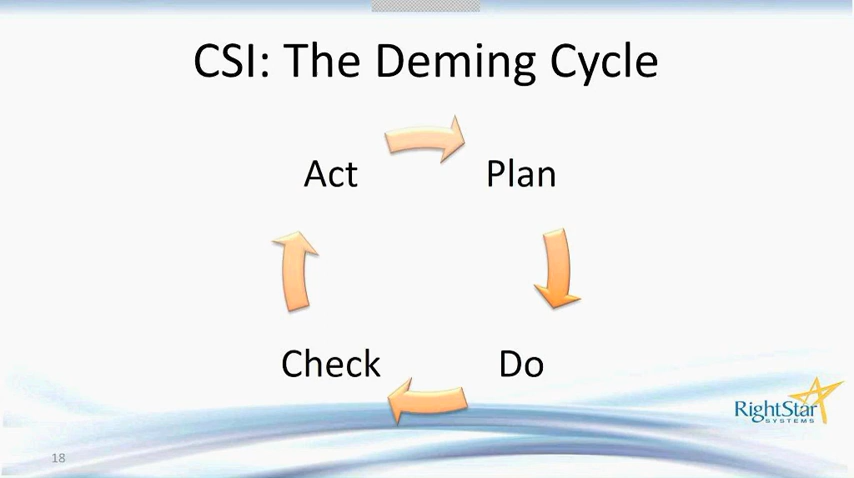 CSI: The Deming Cycle
Act
Plan
Check
Do
RightStar
SYSTEMS
18